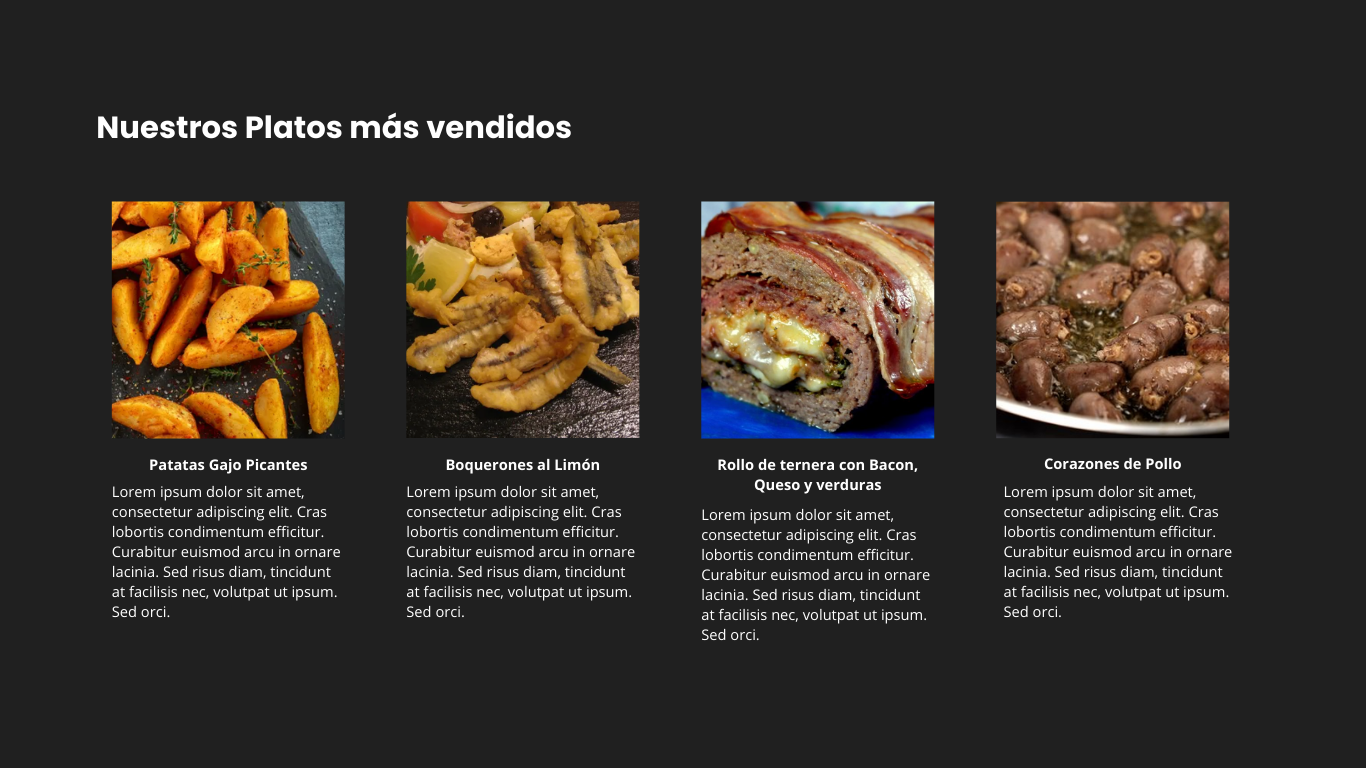 Nuestros Platos más vendidos
Patatas Gajo Picantes
Lorem ipsum dolor sit amet,
consectetur adipiscing elit. Cras
lobortis condimentum efficitur.
Curabitur euismod arcu in ornare
lacinia. Sed risus diam, tincidunt
at facilisis nec, volutpat ut ipsum.
Sed orci.
Boquerones al Limón
Lorem ipsum dolor sit amet,
consectetur adipiscing elit. Cras
lobortis condimentum efficitur.
Curabitur euismod arcu in ornare
lacinia. Sed risus diam, tincidunt
at facilisis nec, volutpat ut ipsum.
Sed orci.
Rollo de ternera con Bacon,
Queso y verduras
Lorem ipsum dolor sit amet,
consectetur adipiscing elit. Cras
lobortis condimentum efficitur.
Curabitur euismod arcu in ornare
lacinia. Sed risus diam, tincidunt
at facilisis nec, volutpat ut ipsum.
Sed orci.
Corazones de Pollo
Lorem ipsum dolor sit amet,
consectetur adipiscing elit. Cras
lobortis condimentum efficitur.
Curabitur euismod arcu in ornare
lacinia. Sed risus diam, tincidunt
at facilisis nec, volutpat ut ipsum.
Sed orci.